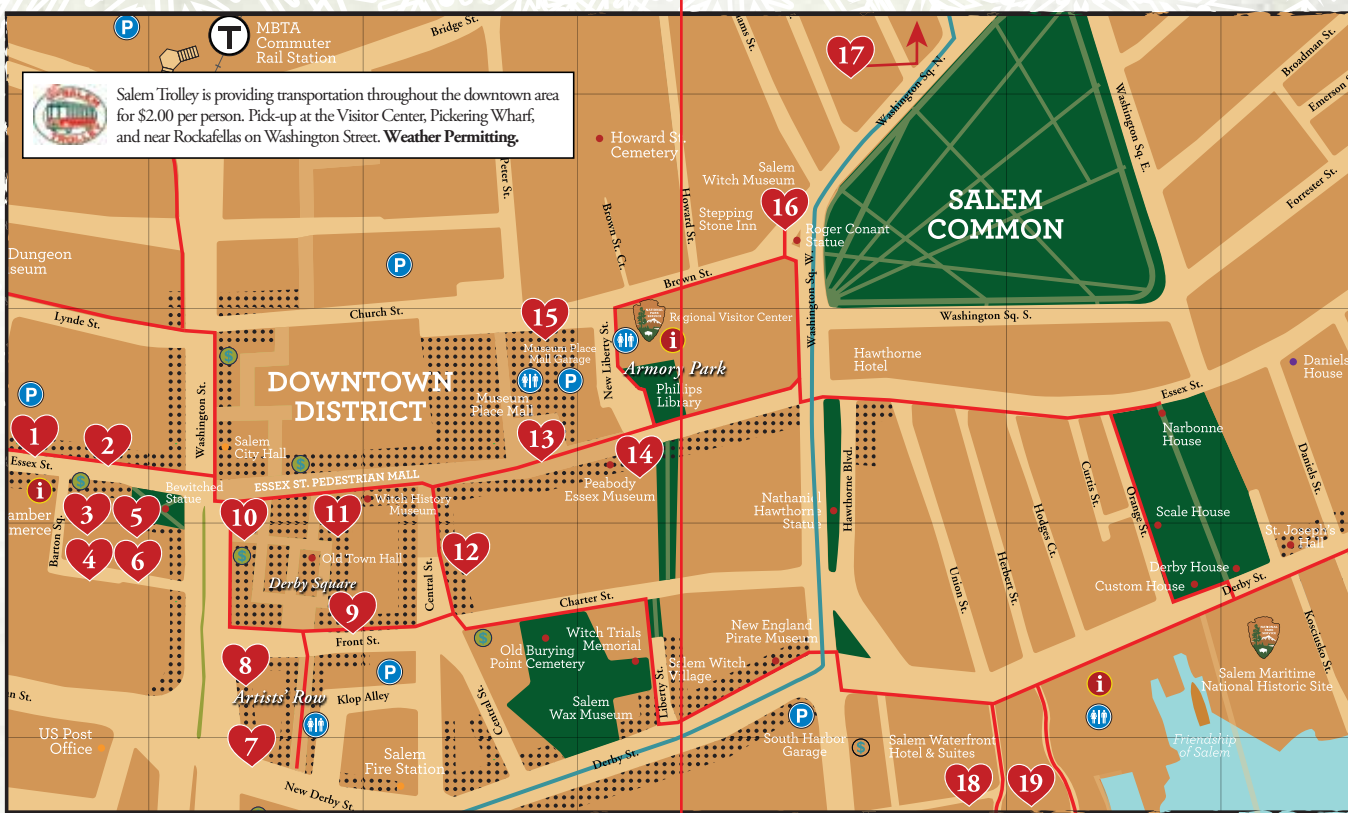 P
T
MBTA
Commuter
Rail Station
Bridge St.
ams St.
17
Washington Sq. N.
Washington Sq. E.
Broadman St.
Emerson S
Forrester St.
SALEM
TROLLEY
Salem Trolley is providing transportation throughout the downtown area
for $2.00 per person. Pick-up at the Visitor Center, Pickering Wharf,
and near Rockafellas on Washington Street. Weather Permitting.
Peter St.
Howard St.
Cemetery
Brown St. Ct.
Howard St.
Salem
Witch Museum
16
Stepping
Stone Inn
Roger Conant
Statue
SALEM
COMMON
Dungeon
seum
P
Brown St.
Washington Sq. W.
Washington Sq. S.
Lynde St.
Church St.
15
Museum Place
Mall Garage
New Liberty St.
Regional Visitor Center
i
Armory Park
Phillips
Library
Hawthorne
Hotel
Daniels
House
Essex St.
P
$
Washington St.
DOWNTOWN
DISTRICT
P
Museum
Place Mall
1
2
Salem
City Hall
13
14
Narbonne
House
Essex St.
$
ESSEX ST. PEDESTRIAN MALL
Peabody
Essex Museum
Hawthorne Blvd.
Daniels St.
i
amber
merce
$
Bewitched
Statue
3
5
10
11
Witch History
Museum
Nathaniel
Hawthorne
Statue
Curtis St.
Orange St.
Scale House
Hodges Ct.
St. Joseph's
Hall
Barton Sq.
4
6
$
Old Town Hall
Derby Square
12
Central St.
Union St.
Herbert St.
Derby House
Custom House
Derby St.
9
Charter St.
Front St.
$
Old Burying
Point Cemetery
Witch Trials
Memorial
New England
Pirate Museum
Kosciusko St.
8
P
Artists' Row
Klop Alley
Central St.
Salem
Wax Museum
Liberty St.
Salem Witch
Village
i
Salem Maritime
National Historic Site
n St.
US Post
Office
7
Salem
Fire Station
Derby St.
P
South Harbor
Garage
$
Salem Waterfront
Hotel & Suites
Friendship
of Salem
New Derby St.
18
19